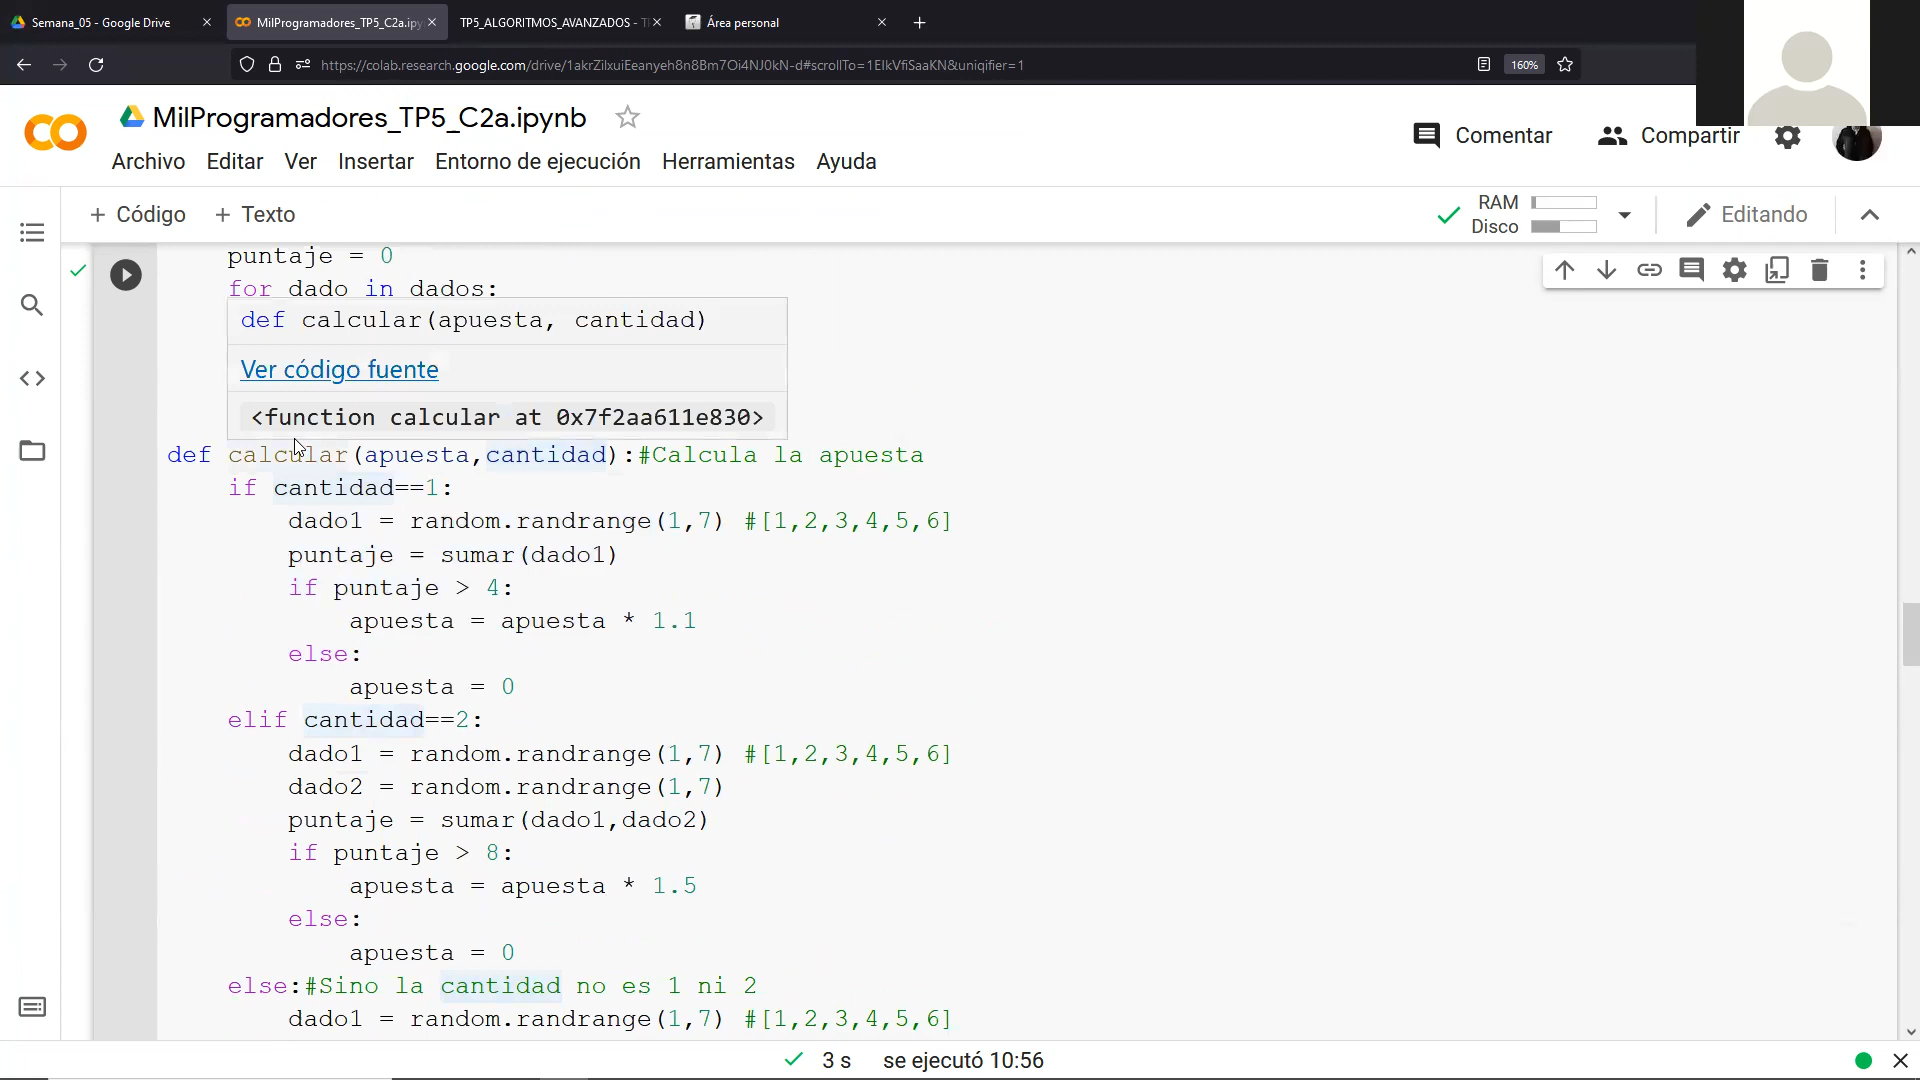 Semana_05 - Google Drive
MilProgramadores_TP5_C2a.ipy
TP5_ALGORITMOS_AVANZADOS -
Área personal
https://colab.research.google.com/drive/1akrZilxuiEeanyeh8n8Bm7Oi4NJ0kN-d#scrollTo=1EIkVfiSaaKN&uniqifier=1
160%
MilProgramadores_TP5_C2a.ipynb
Comentar
Compartir
Archivo Editar Ver Insertar Entorno de ejecución Herramientas Ayuda
+ Código + Texto
RAM
Disco
Editando
puntaje = 0
for dado in dados:
def calcular(apuesta, cantidad)
Ver código fuente
<function calcular at 0x7f2aa611e830>
def calcular(apuesta,cantidad):#Calcula la apuesta
if cantidad==1:
dado1 = random.randrange(1,7) #[1,2,3,4,5,6]
puntaje = sumar(dado1)
if puntaje > 4:
apuesta = apuesta * 1.1
else:
apuesta = 0
elif cantidad==2:
dado1 = random.randrange(1,7) #[1,2,3,4,5,6]
dado2 = random.randrange(1,7)
puntaje = sumar(dado1,dado2)
if puntaje > 8:
apuesta = apuesta * 1.5
else:
apuesta = 0
else:#Sino la cantidad no es 1 ni 2
dado1 = random.randrange(1,7) #[1,2,3,4,5,6]
3 s se ejecutó 10:56